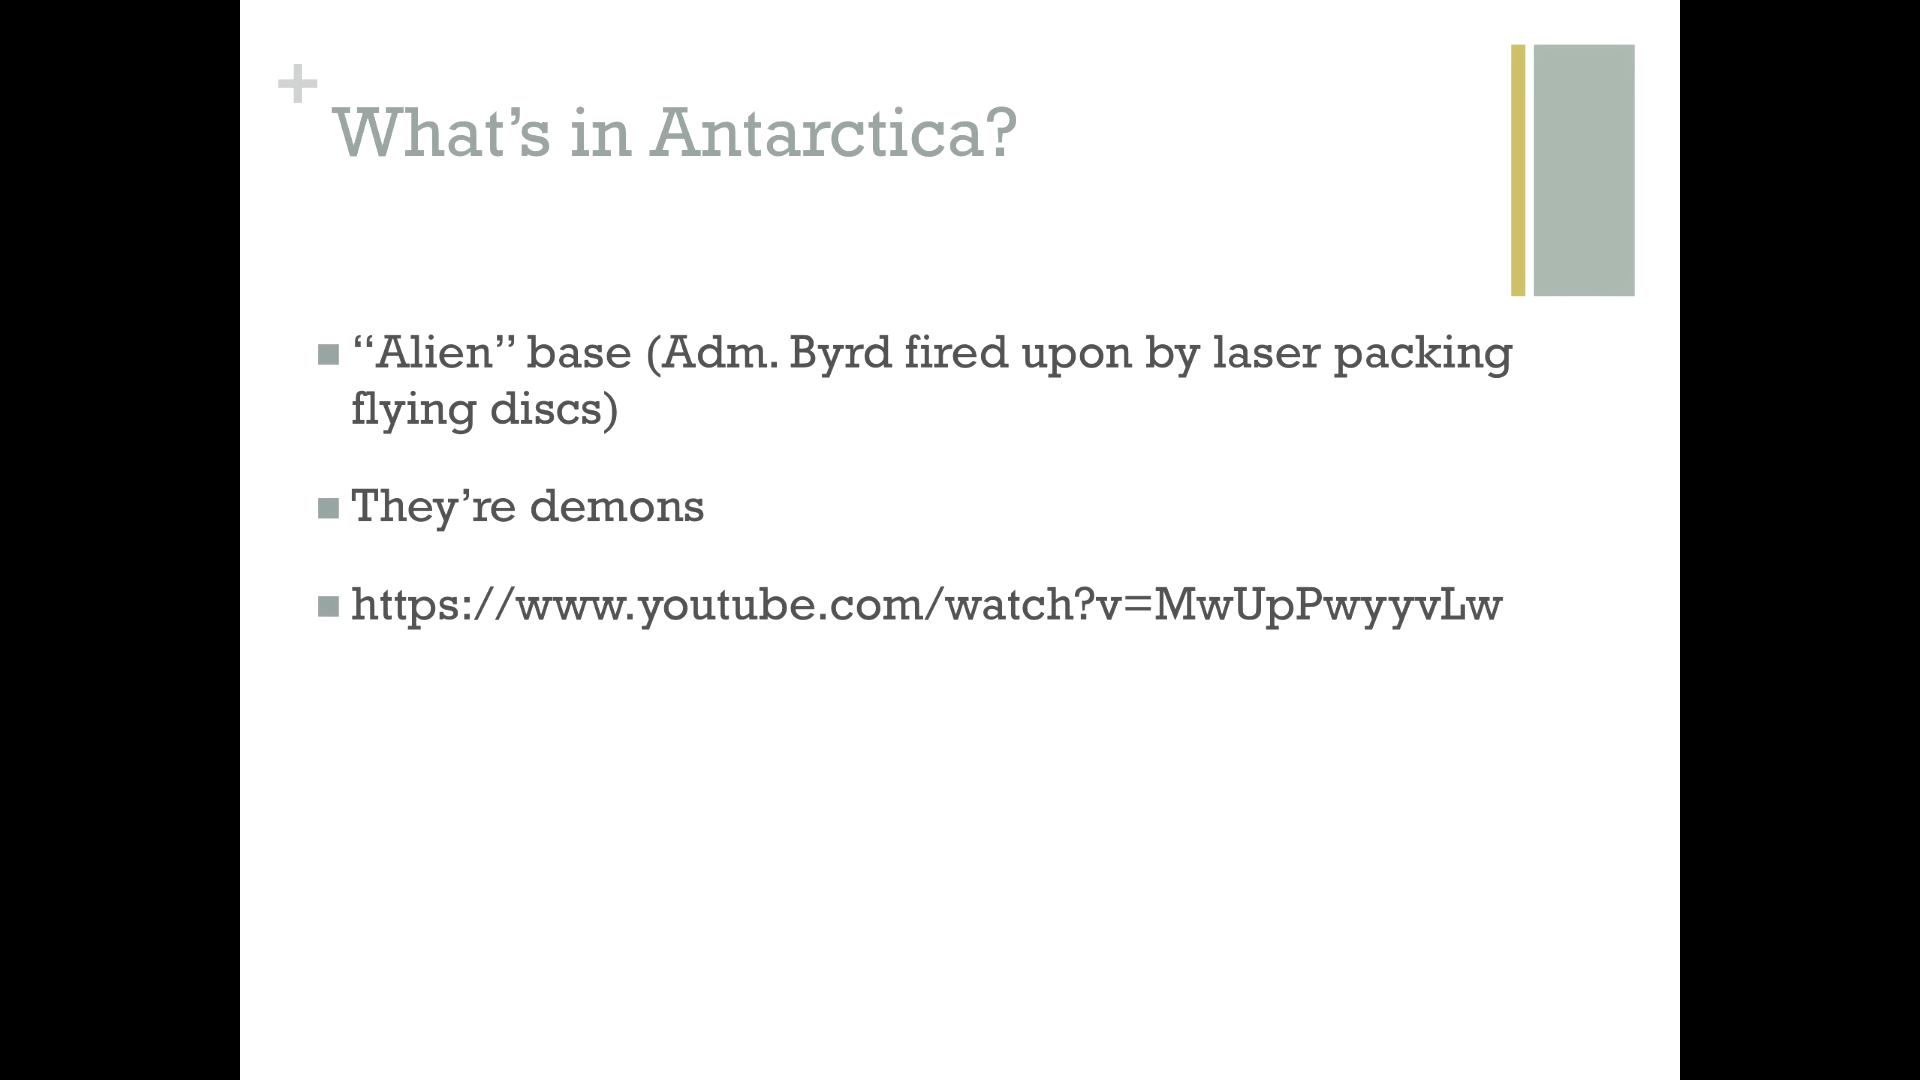 +
What’s in Antarctica?
“Alien” base (Adm. Byrd fired upon by laser packing
flying discs)
They’re demons
https://www.youtube.com/watch?v=MwUpPwyyvLw